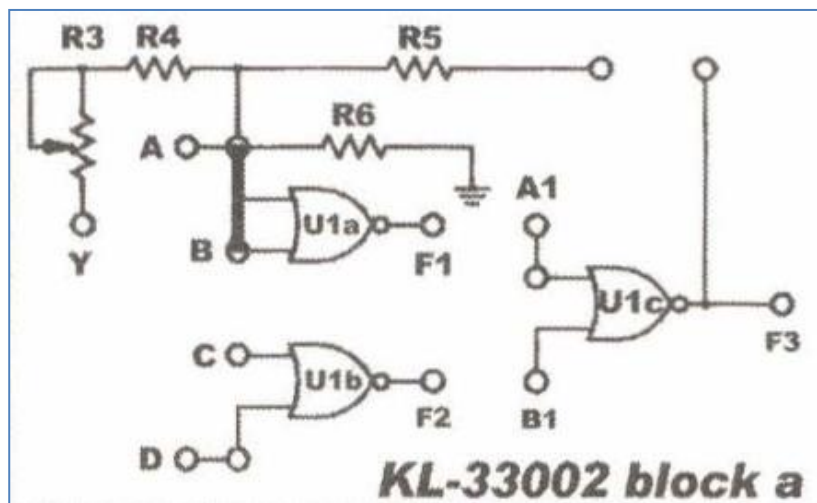 R3 R4 R5
R6
A
A1
U1a
B
F1
Y
U1c
F3
C
U1b
F2
B1
D
KL-33002 block a